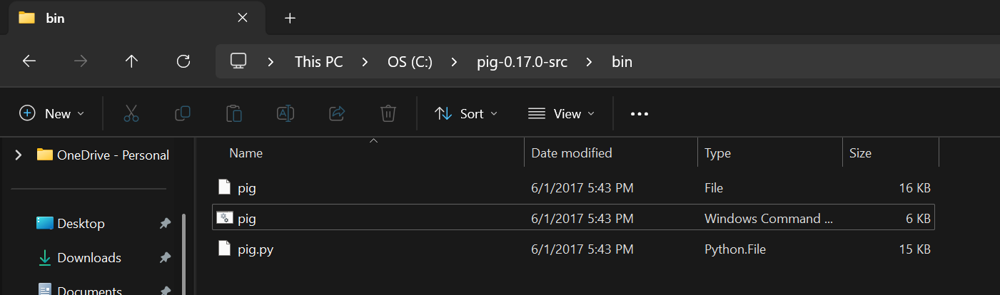 bin
This PC > OS (C:) > pig-0.17.0-src > bin
New Sort View
OneDrive - Personal
Desktop
Downloads
Documents
Name Date modified Type Size
pig 6/1/2017 5:43 PM File 16 KB
pig 6/1/2017 5:43 PM Windows Command ... 6 KB
pig.py 6/1/2017 5:43 PM Python.File 15 KB